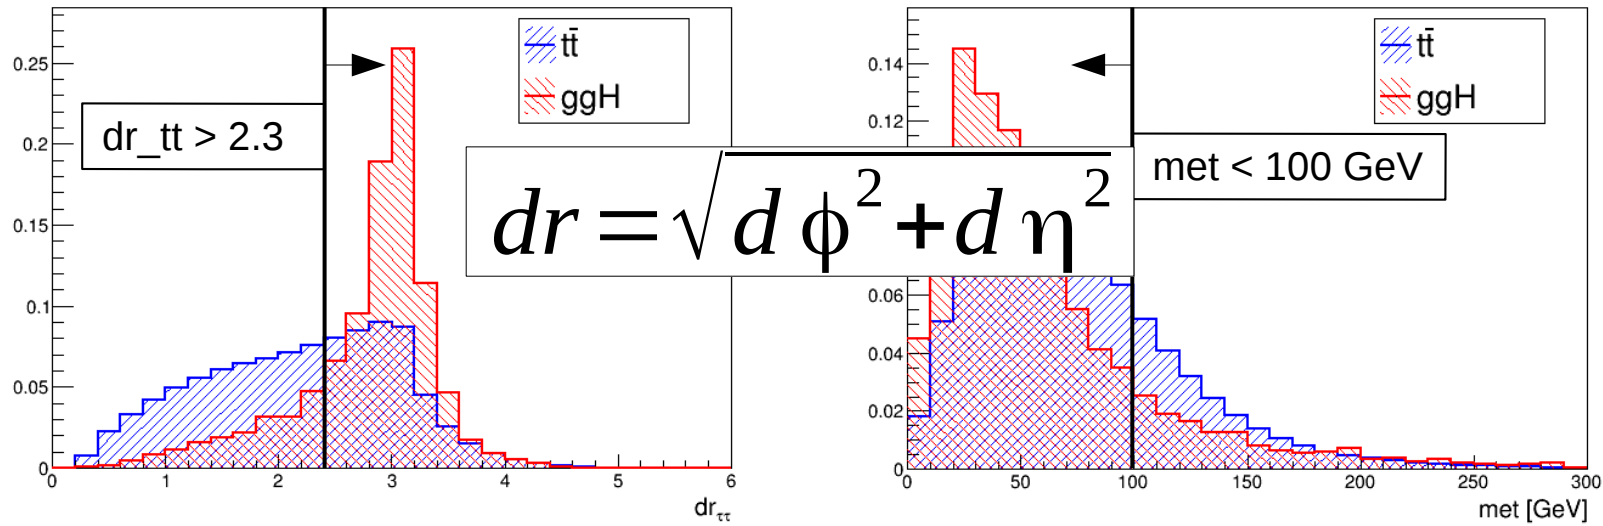 0.25
0.2
0.15
0.1
0.05
0
0 1 2 3 4 5 6
dr_ττ
tt̄
ggH
dr_tt > 2.3
dr = √dϕ² + dη²
0.14
0.12
0.06
0.04
0.02
0
0 50 100 150 200 250 300
met [GeV]
tt̄
ggH
met < 100 GeV